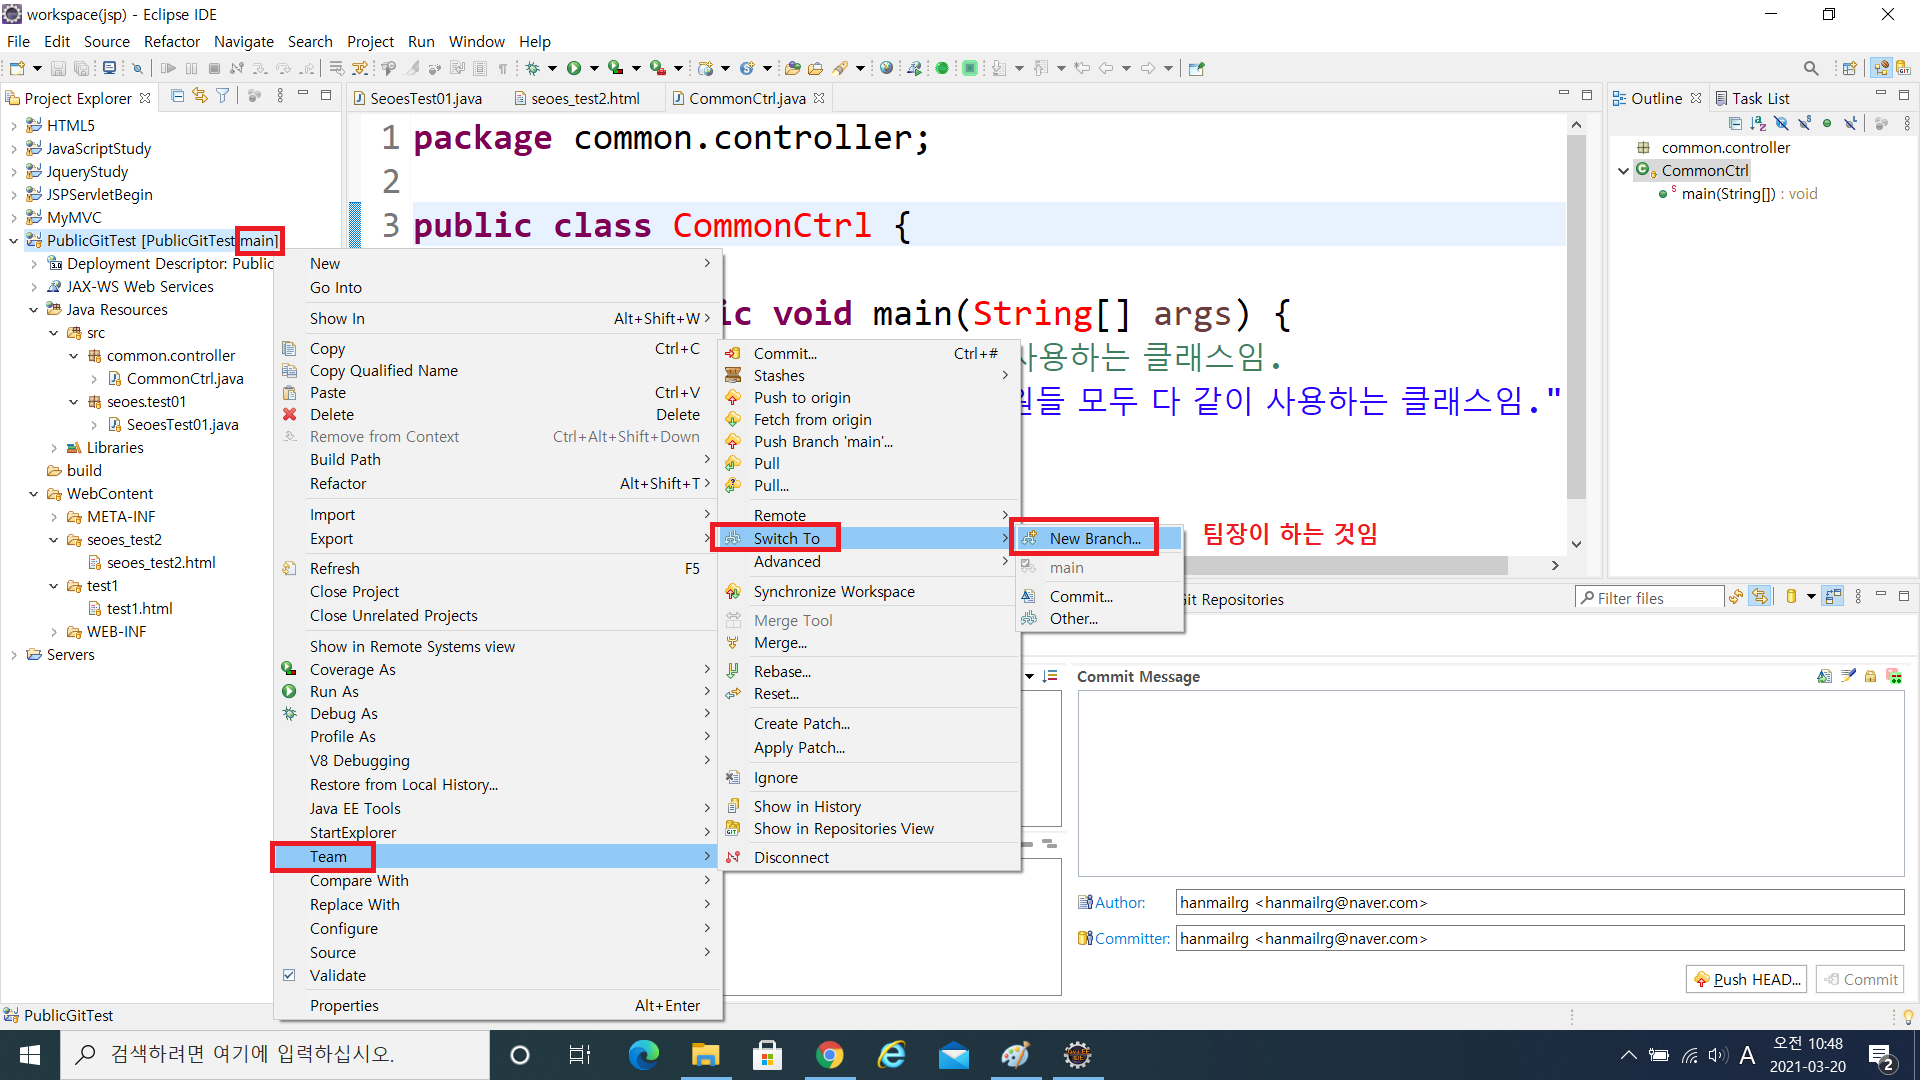 workspace(jsp) - Eclipse IDE
File Edit Source Refactor Navigate Search Project Run Window Help
Project Explorer
SeoesTest01.java
seoes_test2.html
CommonCtrl.java
Outline
Task List
HTML5
JavaScriptStudy
JqueryStudy
JSPServletBegin
MyMVC
PublicGitTest [PublicGitTest main]
Deployment Descriptor: Public
JAX-WS Web Services
Java Resources
src
common.controller
CommonCtrl.java
seoes.test01
SeoesTest01.java
Libraries
build
WebContent
META-INF
seoes_test2
seoes_test2.html
test1
test1.html
WEB-INF
Servers
1 package common.controller;
2
3 public class CommonCtrl {
ic void main(String[] args) {
사용하는 클래스임.
원들 모두 다 같이 사용하는 클래스임."
common.controller
CommonCtrl
main(String[]) : void
New
Go Into
Show In Alt+Shift+W
Copy Ctrl+C
Copy Qualified Name
Paste Ctrl+V
Delete Delete
Remove from Context Ctrl+Alt+Shift+Down
Build Path
Refactor Alt+Shift+T
Import
Export
Refresh F5
Close Project
Close Unrelated Projects
Show in Remote Systems view
Coverage As
Run As
Debug As
Profile As
V8 Debugging
Restore from Local History...
Java EE Tools
StartExplorer
Team
Compare With
Replace With
Configure
Source
Validate
Properties Alt+Enter
Commit... Ctrl+#
Stashes
Push to origin
Fetch from origin
Push Branch 'main'...
Pull
Pull...
Remote
Switch To
Advanced
Synchronize Workspace
Merge Tool
Merge...
Rebase...
Reset...
Create Patch...
Apply Patch...
Ignore
Show in History
Show in Repositories View
Disconnect
New Branch...
main
Commit...
Other...
팀장이 하는 것임
Git Repositories
Filter files
Commit Message
Author: hanmailrg <hanmailrg@naver.com>
Committer: hanmailrg <hanmailrg@naver.com>
Push HEAD...
Commit
PublicGitTest
검색하려면 여기에 입력하십시오.
A
오전 10:48
2021-03-20
2